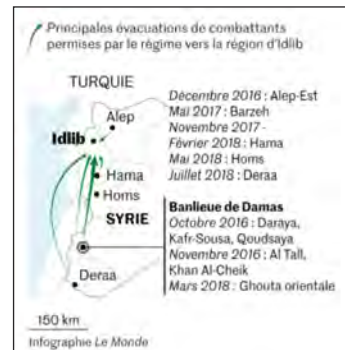 Principales évacuations de combattants
permises par le régime vers la région d'Idlib
TURQUIE
Alep
Idlib
Hama
Homs
SYRIE
Deraa
Décembre 2016 : Alep-Est
Mai 2017 : Barzeh
Novembre 2017 -
Février 2018 : Hama
Mai 2018 : Homs
Juillet 2018 : Deraa
Banlieue de Damas
Octobre 2016 : Daraya,
Kafr-Sousa, Qoudsaya
Novembre 2016 : Al Tall,
Khan Al-Cheik
Mars 2018 : Ghouta orientale
150 km
Infographie Le Monde